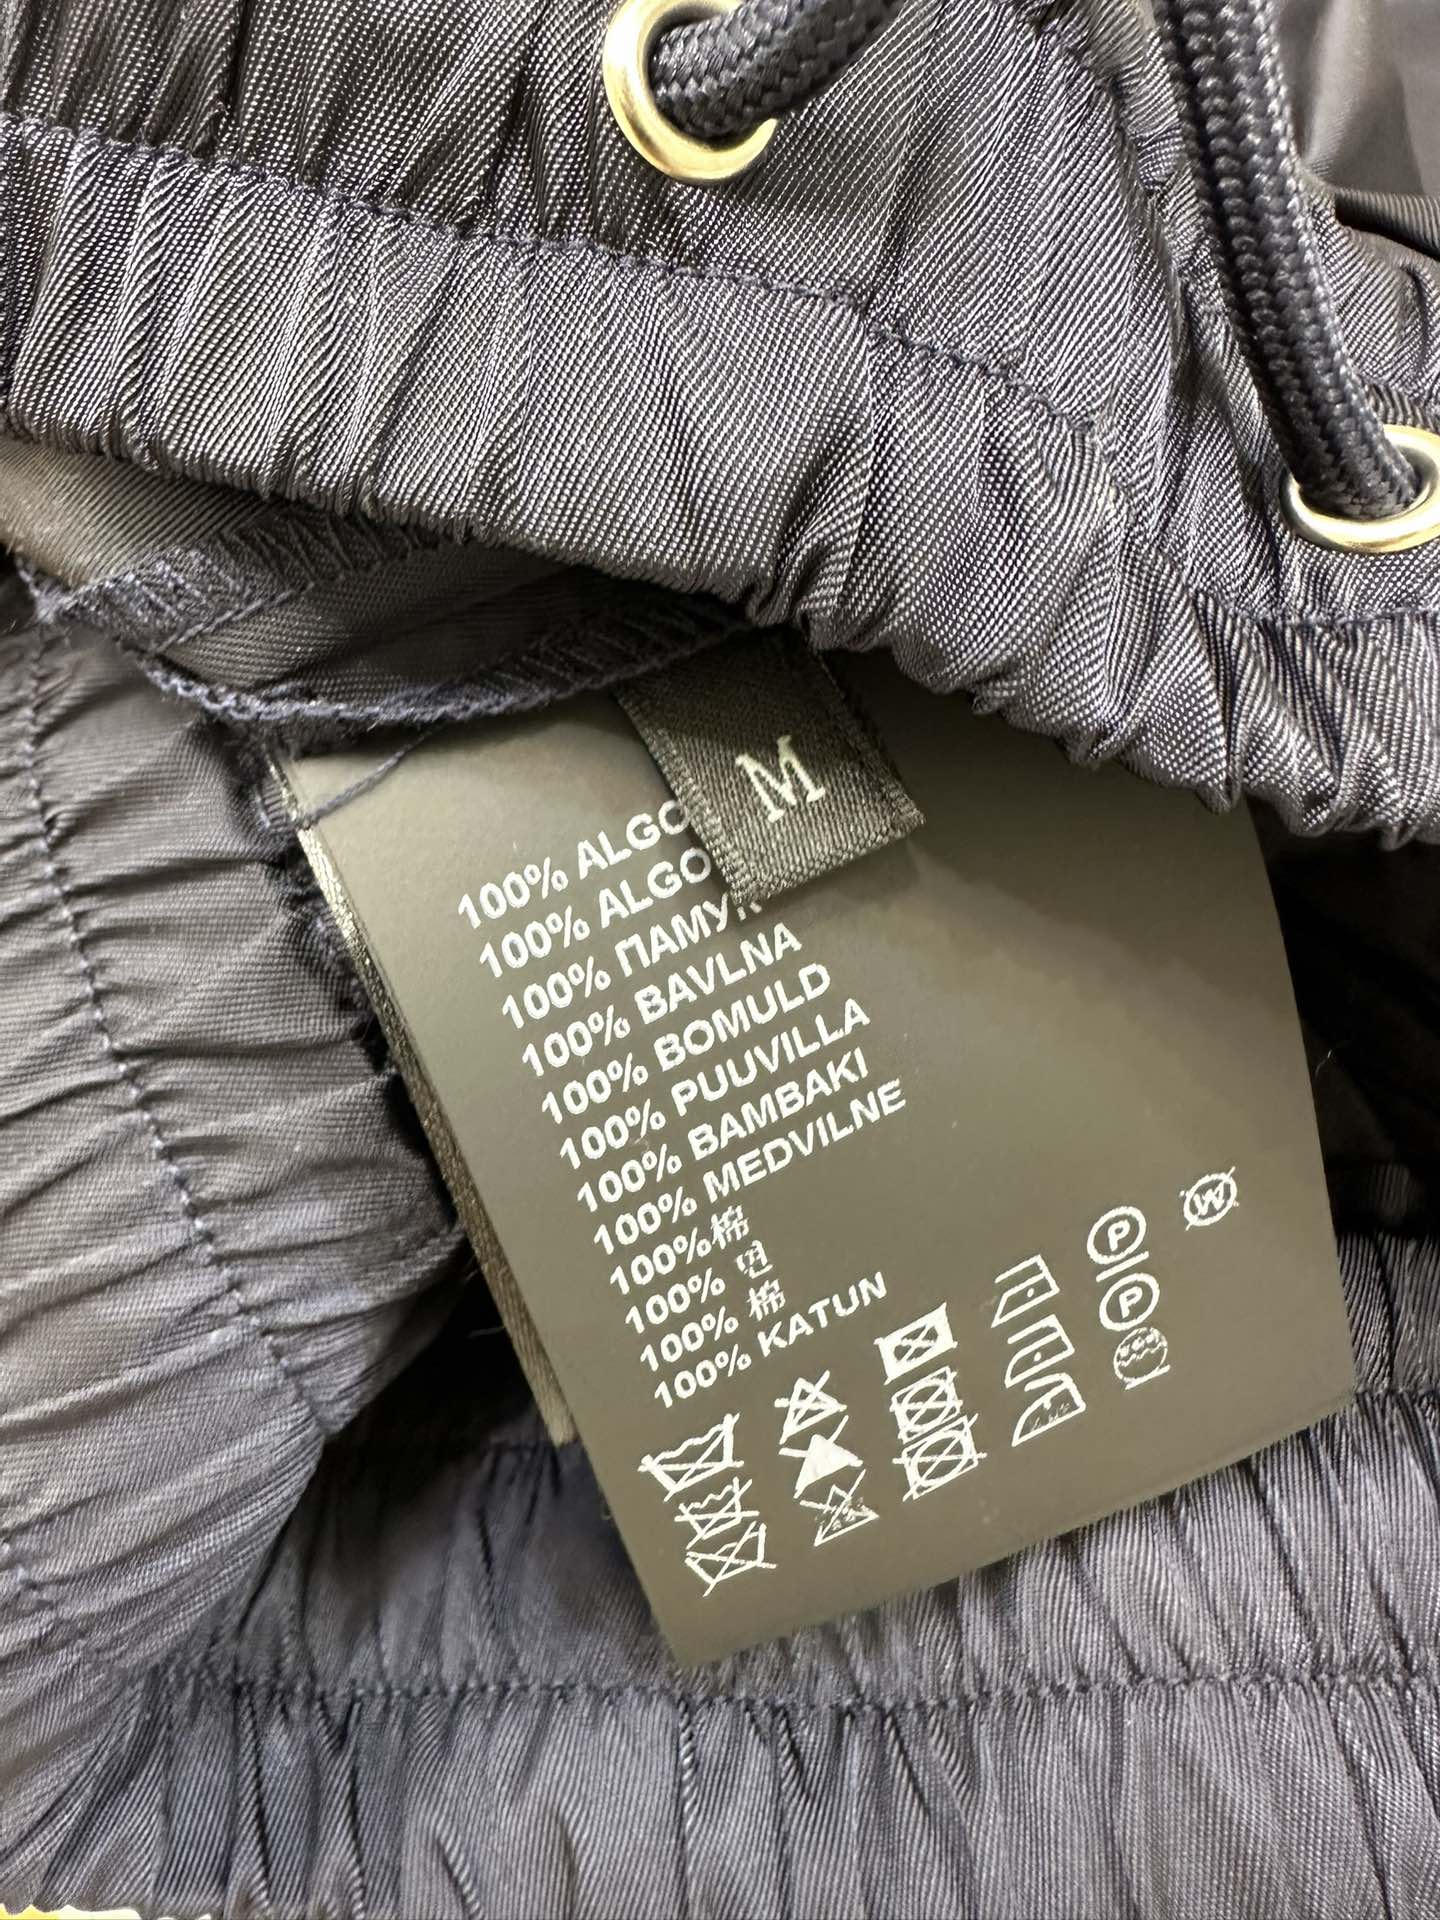 M
100% ALGO
100% ALGO
100% ПАМУК
100% BAVLNA
100% BOMULD
100% PUUVILLA
100% BAMBAKI
100% MEDVILNE
100%棉
100% 면
100% 棉
100% KATUN
P
P
W